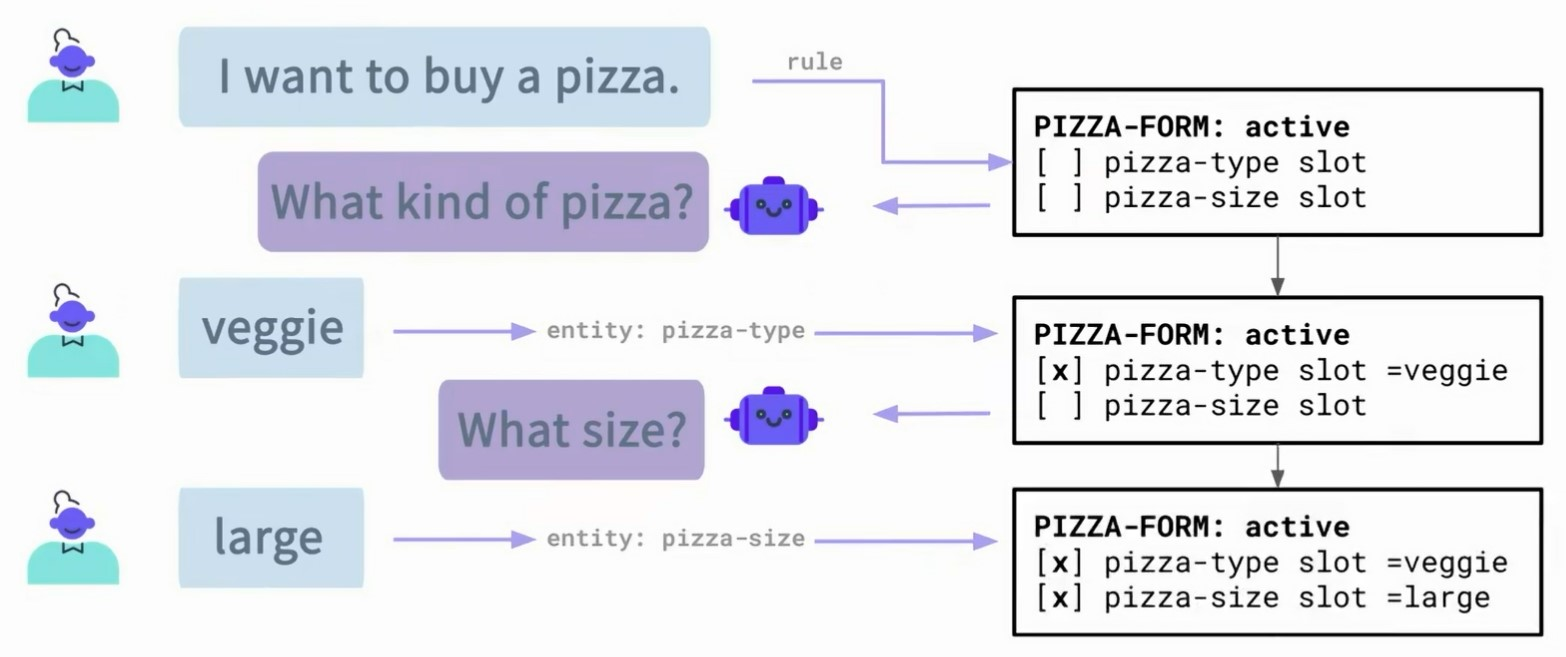 I want to buy a pizza.
rule
PIZZA-FORM: active
[ ] pizza-type slot
[ ] pizza-size slot
What kind of pizza?
veggie
entity: pizza-type
PIZZA-FORM: active
[x] pizza-type slot =veggie
[ ] pizza-size slot
What size?
large
entity: pizza-size
PIZZA-FORM: active
[x] pizza-type slot =veggie
[x] pizza-size slot =large